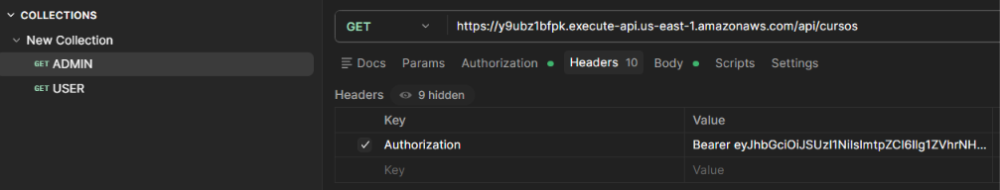 COLLECTIONS
New Collection
GET ADMIN
GET USER
GET https://y9ubz1bfpk.execute-api.us-east-1.amazonaws.com/api/cursos
Docs Params Authorization Headers 10 Body Scripts Settings
Headers 9 hidden
Key Value
Authorization Bearer eyJhbGciOiJSUzI1NiIsImtpZCI6Ilg1ZVhrNH...
Key Value